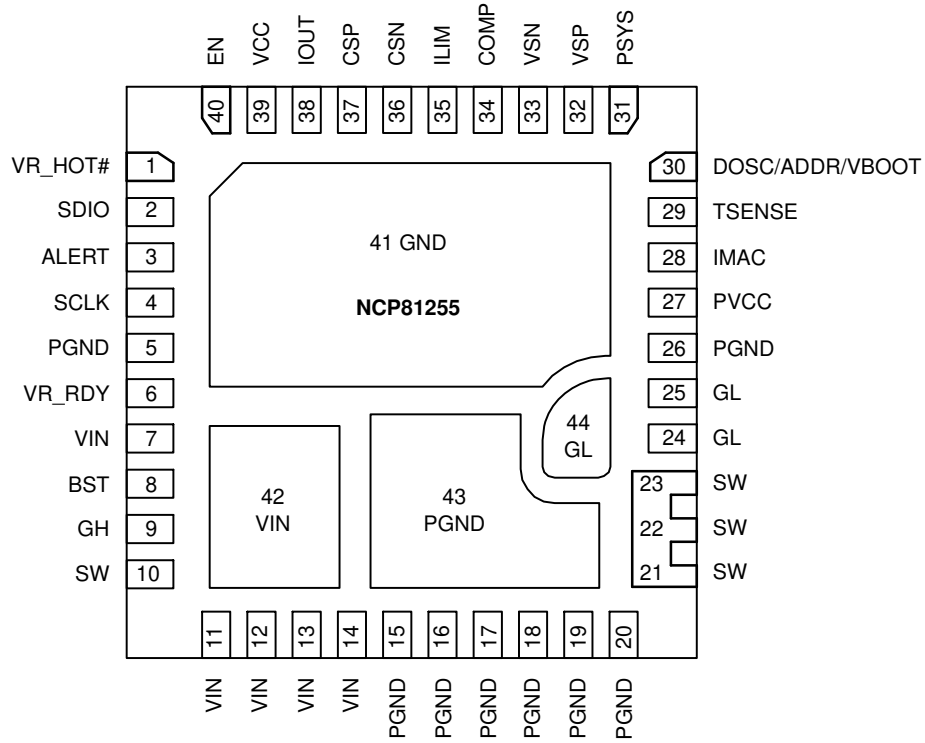 EN VCC IOUT CSP CSN ILIM COMP VSN VSP PSYS
40 39 38 37 36 35 34 33 32 31
VR_HOT# 1 30 DOSC/ADDR/VBOOT
SDIO 2 29 TSENSE
ALERT 3 41 GND 28 IMAC
SCLK 4 NCP81255 27 PVCC
PGND 5 26 PGND
VR_RDY 6 25 GL
VIN 7 44 GL 24 GL
BST 8 42 VIN 43 PGND 23 SW
GH 9 22 SW
SW 10 21 SW
11 12 13 14 15 16 17 18 19 20
VIN VIN VIN VIN PGND PGND PGND PGND PGND PGND